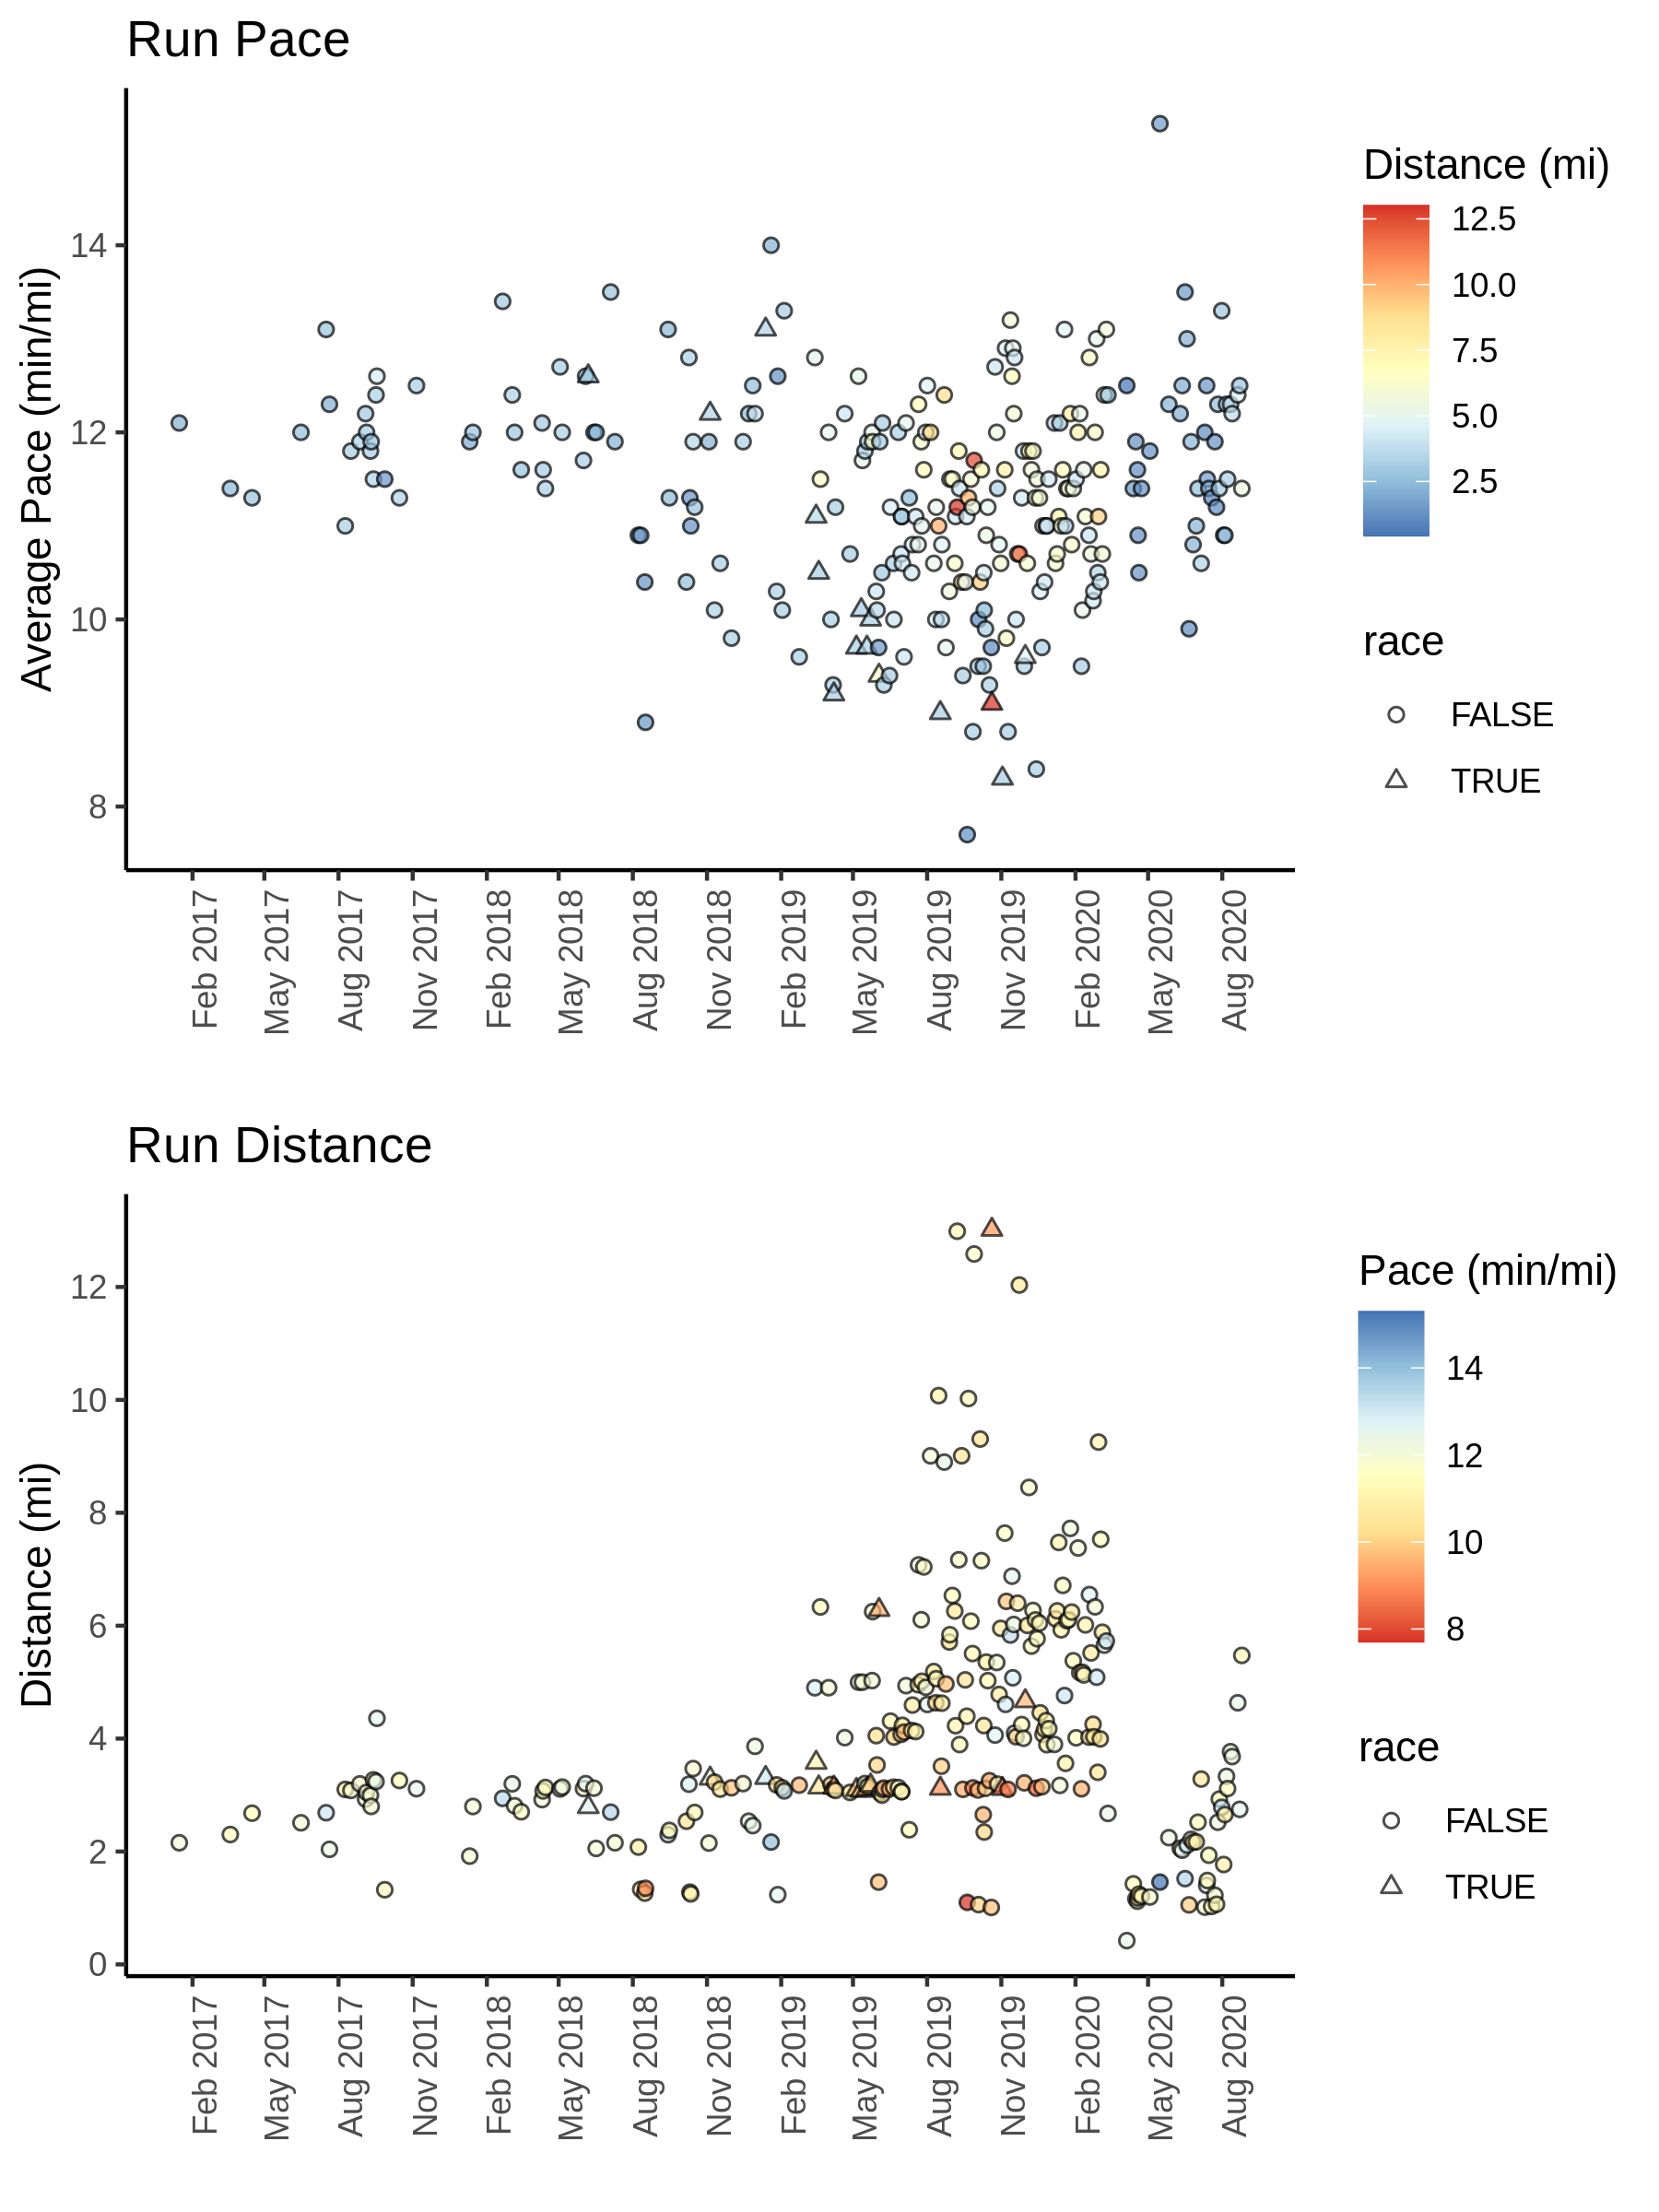 Run Pace
Average Pace (min/mi)
14
12
10
8
Feb 2017
May 2017
Aug 2017
Nov 2017
Feb 2018
May 2018
Aug 2018
Nov 2018
Feb 2019
May 2019
Aug 2019
Nov 2019
Feb 2020
May 2020
Aug 2020
Distance (mi)
12.5
10.0
7.5
5.0
2.5
race
FALSE
TRUE
Run Distance
Distance (mi)
12
10
8
6
4
2
0
Feb 2017
May 2017
Aug 2017
Nov 2017
Feb 2018
May 2018
Aug 2018
Nov 2018
Feb 2019
May 2019
Aug 2019
Nov 2019
Feb 2020
May 2020
Aug 2020
Pace (min/mi)
14
12
10
8
race
FALSE
TRUE